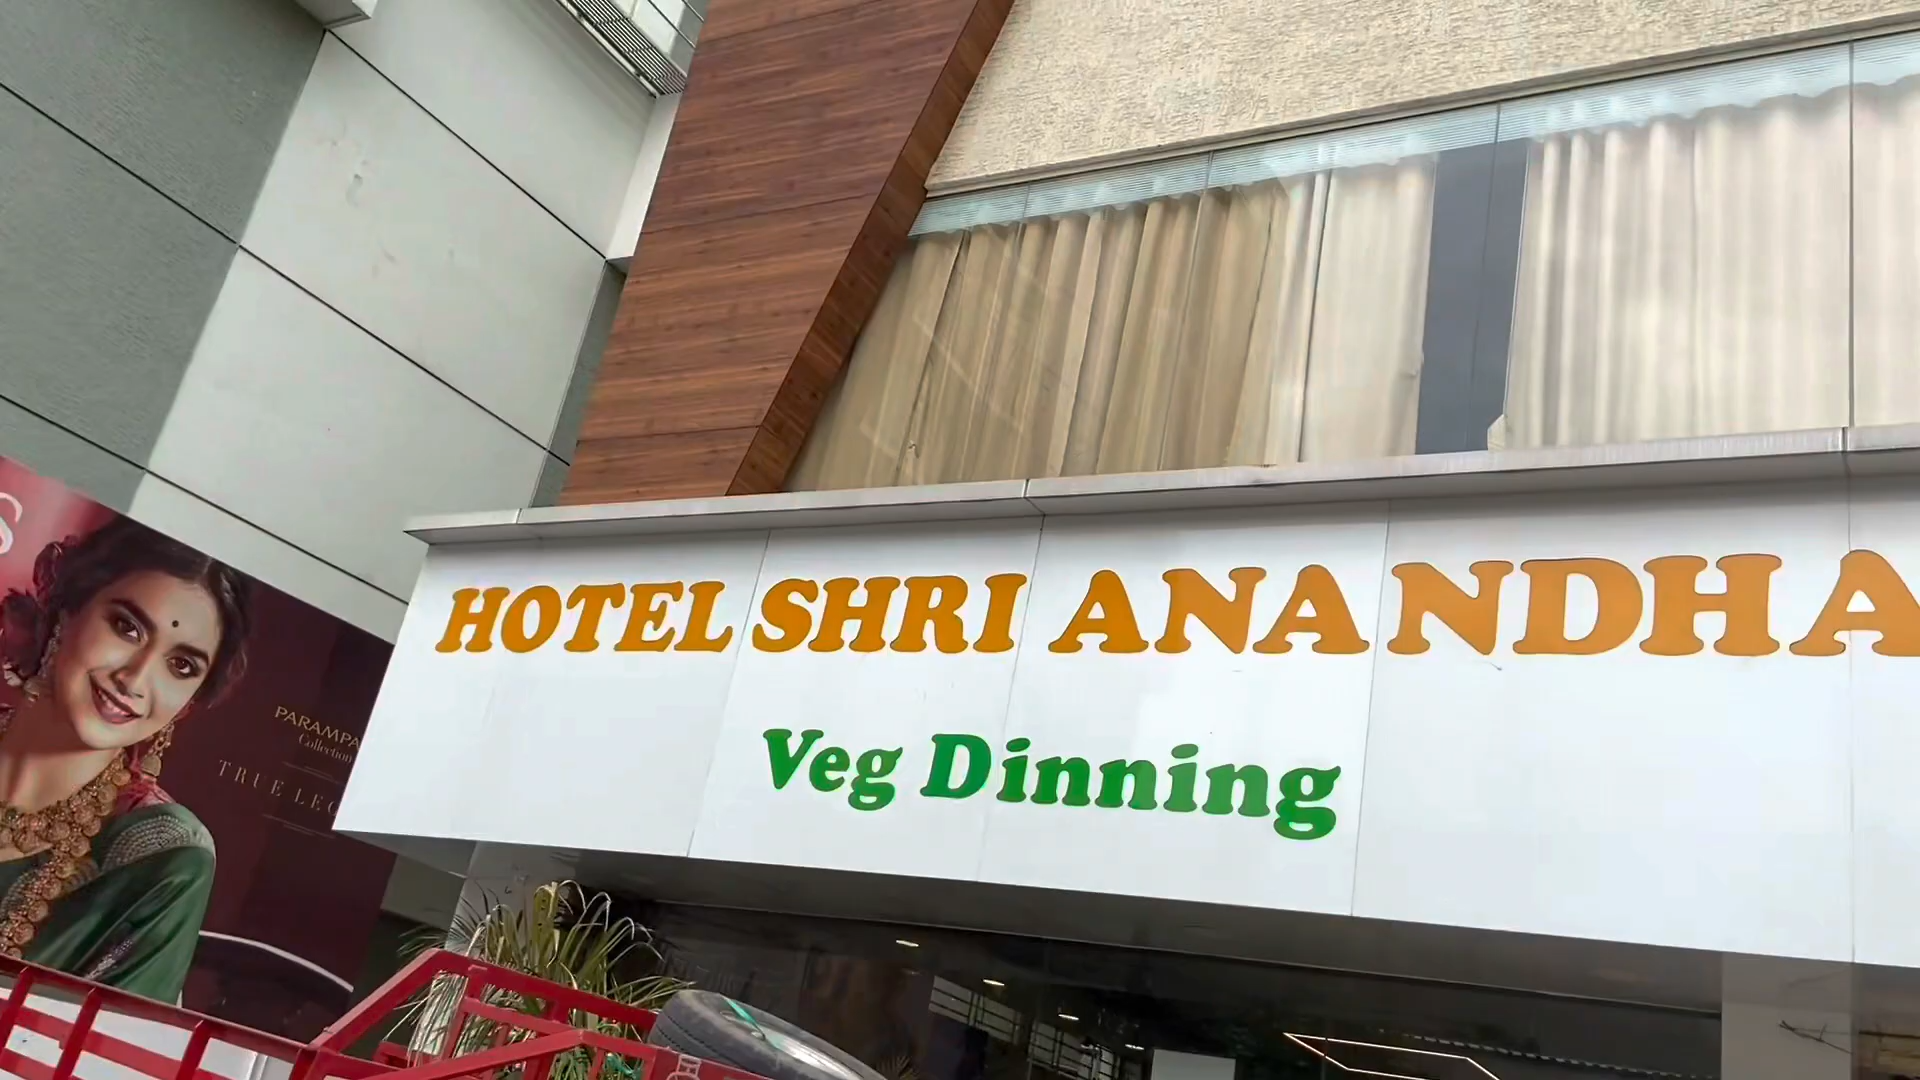 HOTEL SHRI ANANDHA
Veg Dinning
PARAMPA
Collection
TRUE LEG